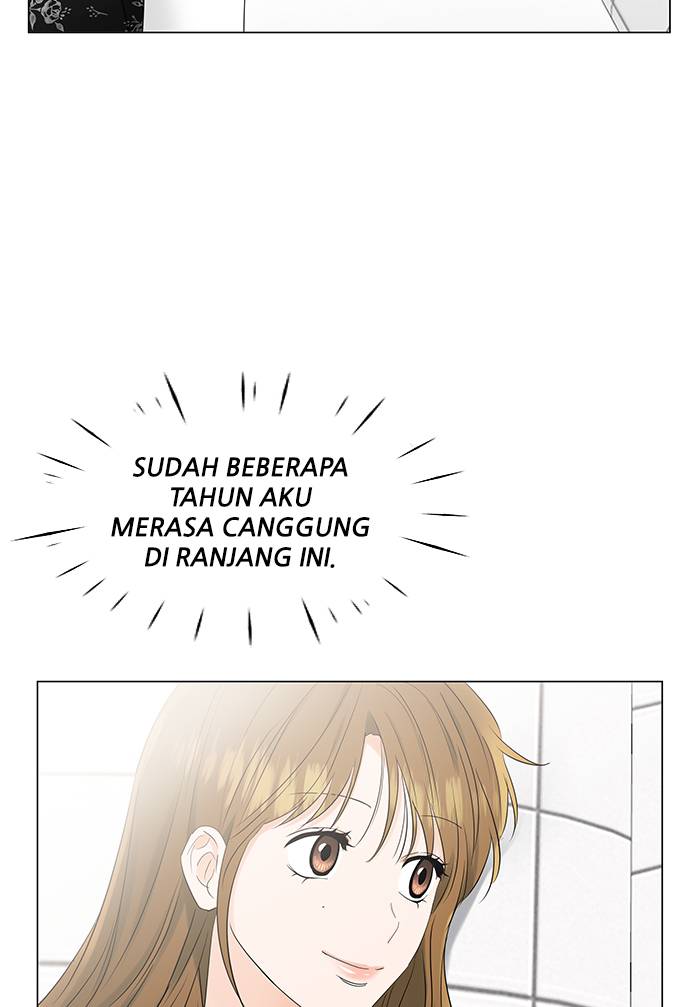 SUDAH BEBERAPA
TAHUN AKU
MERASA CANGGUNG
DI RANJANG INI.